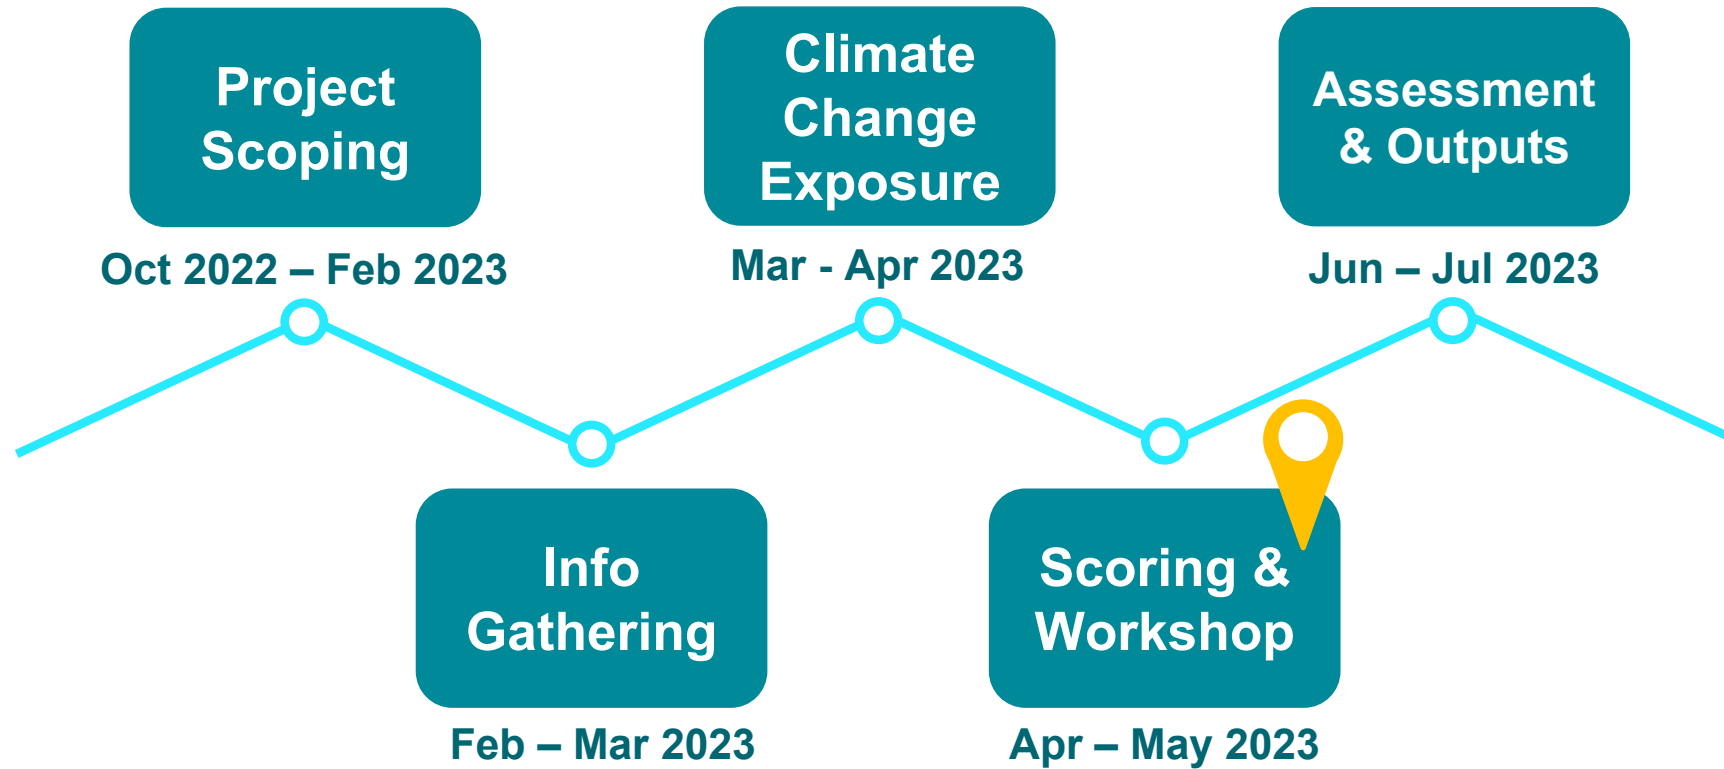 Project
Scoping
Oct 2022 – Feb 2023
Info
Gathering
Feb – Mar 2023
Climate
Change
Exposure
Mar - Apr 2023
Scoring &
Workshop
Apr – May 2023
Assessment
& Outputs
Jun – Jul 2023